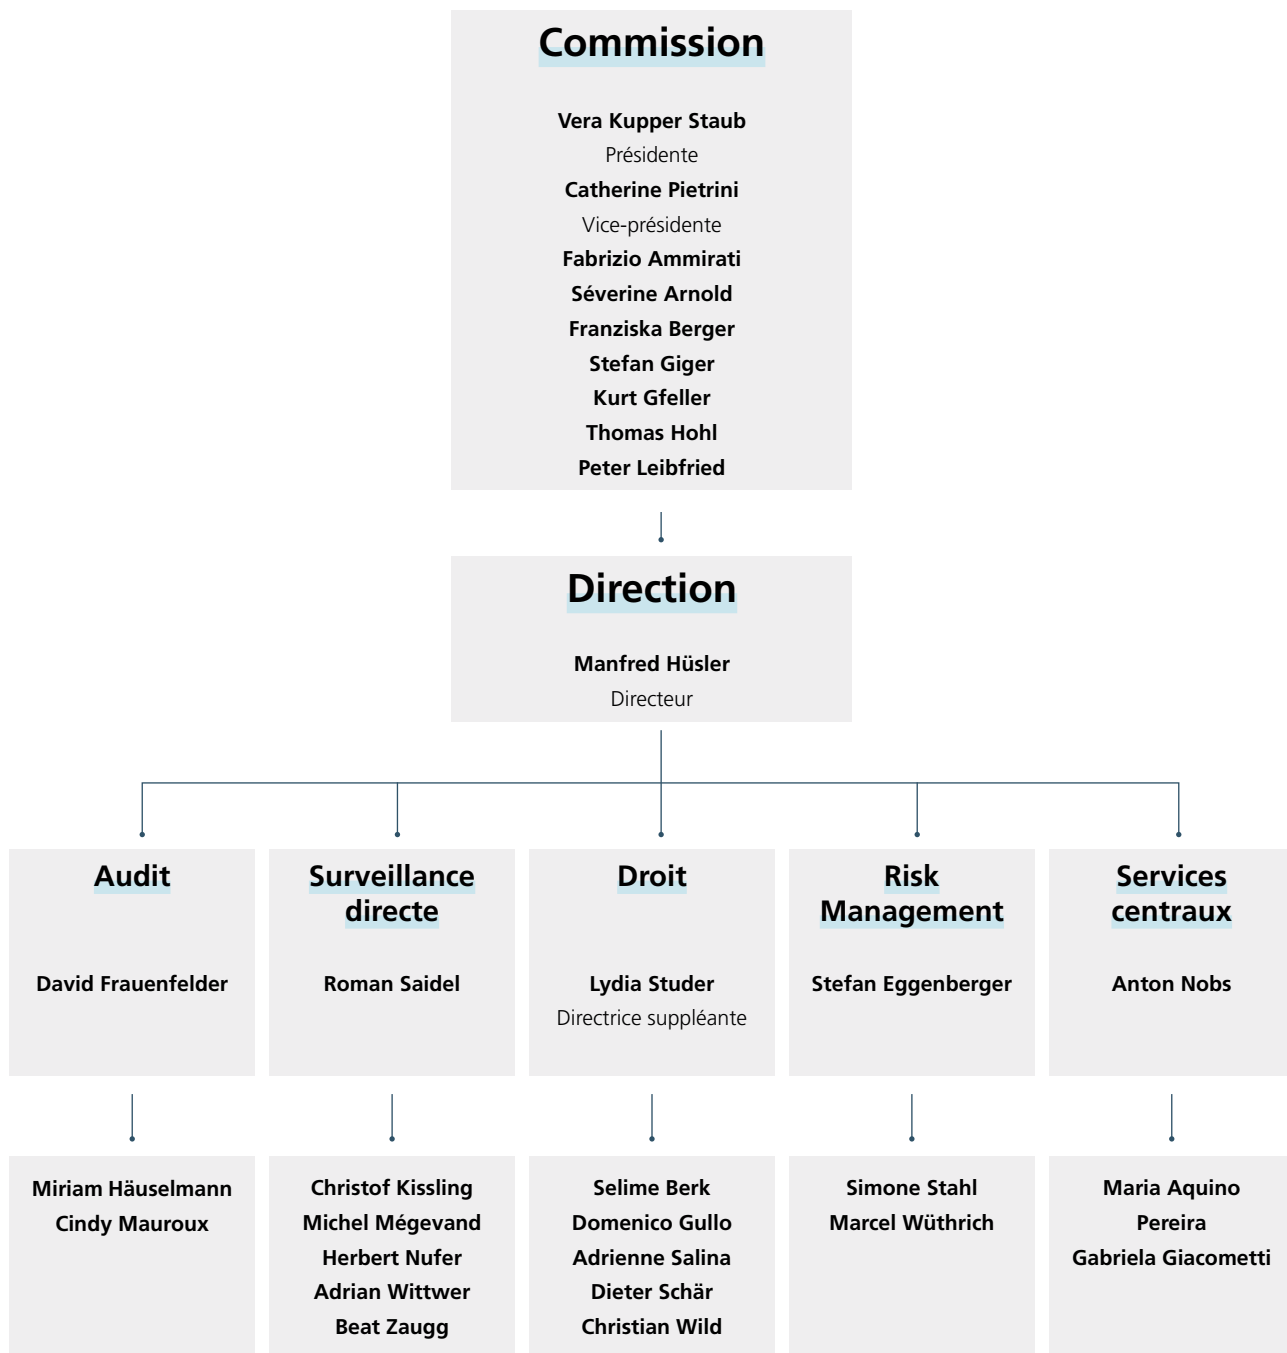 Commission
Vera Kupper Staub
Présidente
Catherine Pietrini
Vice-présidente
Fabrizio Ammirati
Séverine Arnold
Franziska Berger
Stefan Giger
Kurt Gfeller
Thomas Hohl
Peter Leibfried
Direction
Manfred Hüsler
Directeur
Audit
David Frauenfelder
Surveillance
directe
Roman Saidel
Droit
Lydia Studer
Directrice suppléante
Risk
Management
Stefan Eggenberger
Services
centraux
Anton Nobs
Miriam Häuselmann
Cindy Mauroux
Christof Kissling
Michel Mégevand
Herbert Nufer
Adrian Wittwer
Beat Zaugg
Selime Berk
Domenico Gullo
Adrienne Salina
Dieter Schär
Christian Wild
Simone Stahl
Marcel Wüthrich
Maria Aquino
Pereira
Gabriela Giacometti